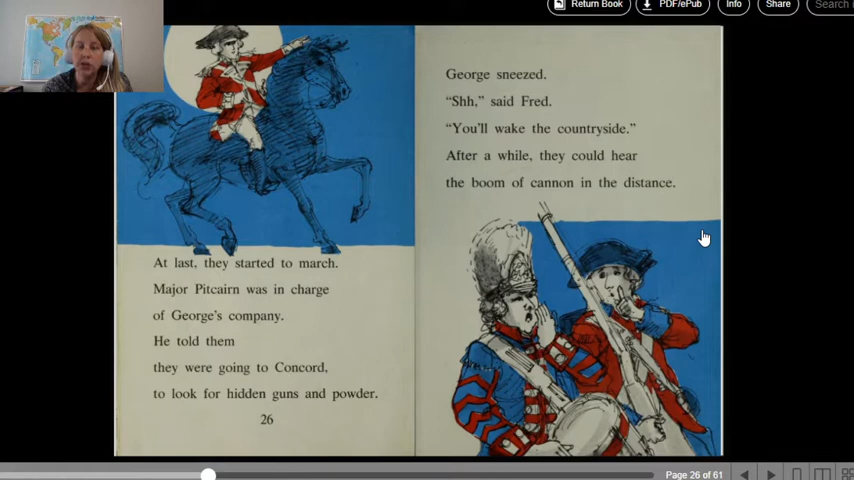 Return Book
PDF/ePub
Info
Share
Search
At last, they started to march.
Major Pitcairn was in charge
of George's company.
He told them
they were going to Concord,
to look for hidden guns and powder.
26
George sneezed.
"Shh," said Fred.
"You'll wake the countryside."
After a while, they could hear
the boom of cannon in the distance.
Page 26 of 61